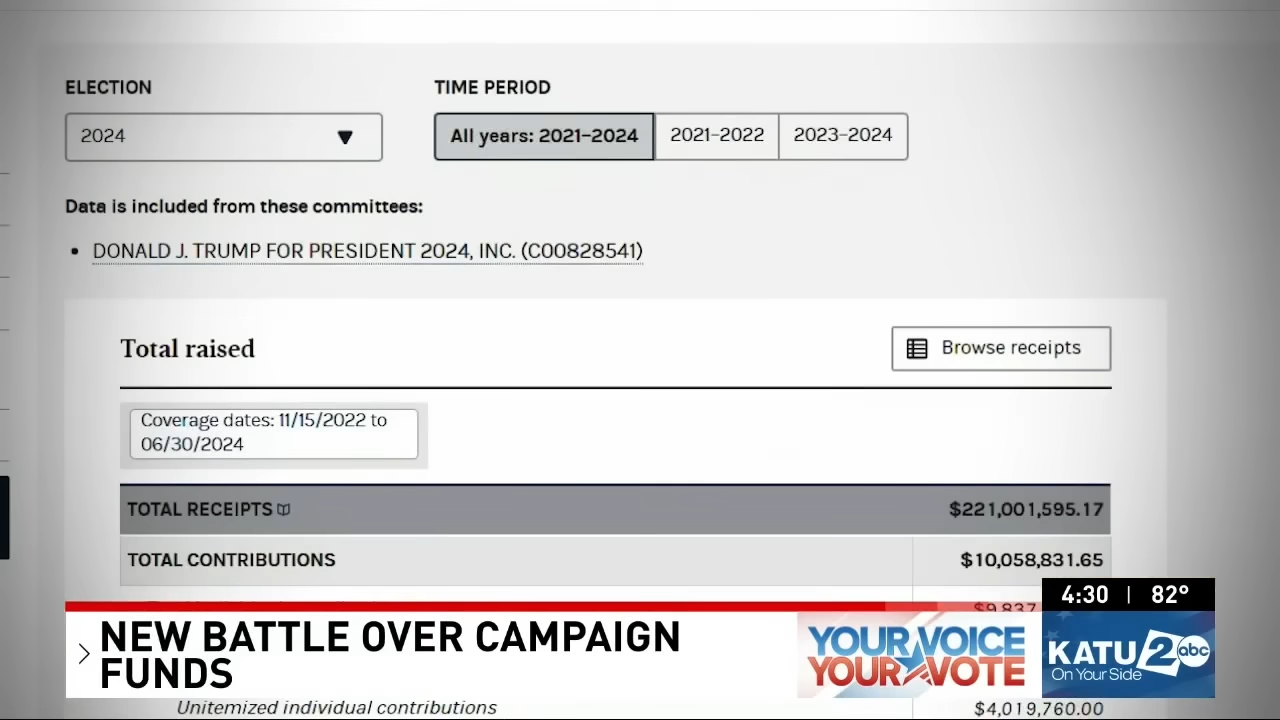 ELECTION
TIME PERIOD
2024
All years: 2021–2024
2021–2022
2023–2024
Data is included from these committees:
• DONALD J. TRUMP FOR PRESIDENT 2024, INC. (C00828541)
Total raised
Browse receipts
Coverage dates: 11/15/2022 to
06/30/2024
TOTAL RECEIPTS $221,001,595.17
TOTAL CONTRIBUTIONS $10,058,831.65
$9,837
4:30 | 82°
NEW BATTLE OVER CAMPAIGN
FUNDS
YOUR VOICE
YOUR VOTE
KATU 2 abc
On Your Side
Unitemized individual contributions $4,019,760.00